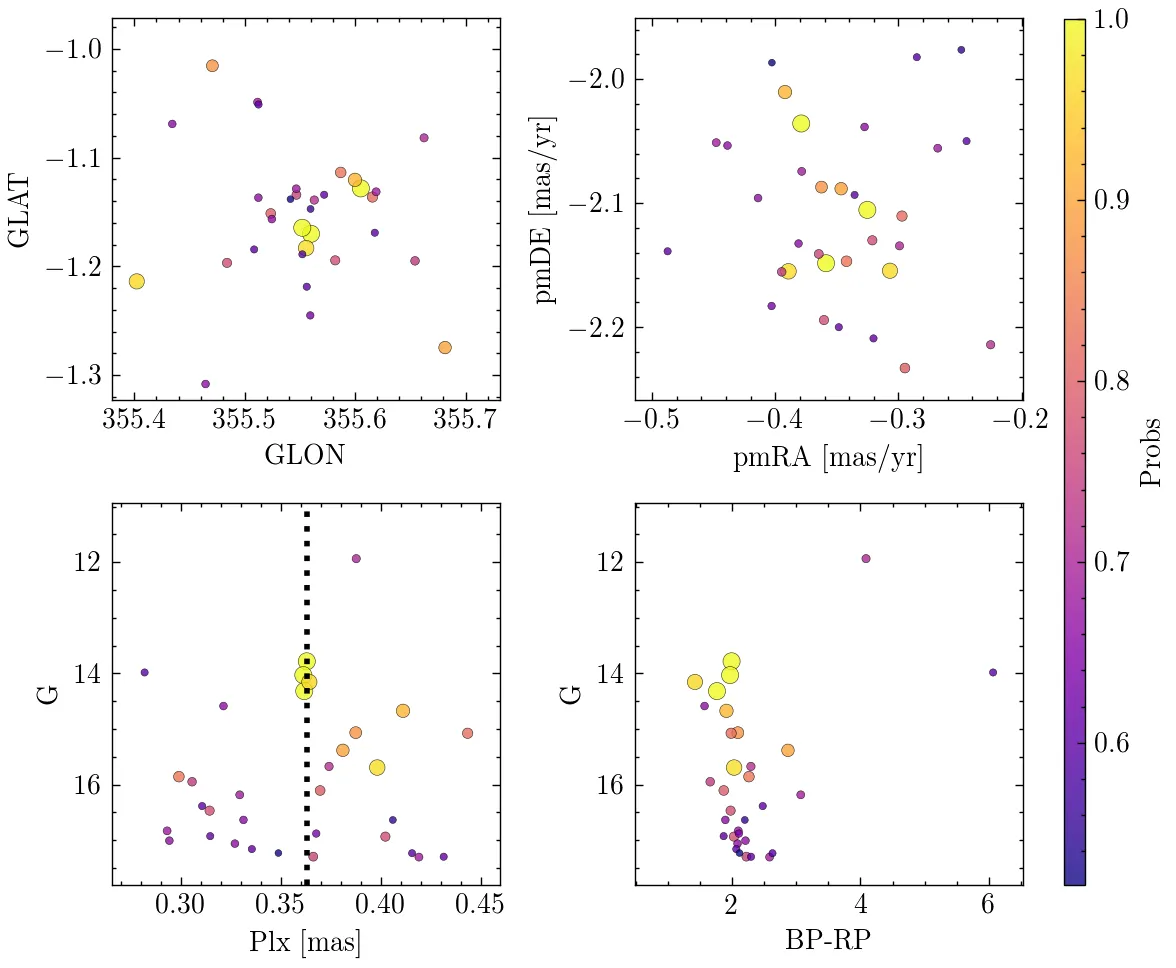 −1.0
−1.1
−1.2
−1.3
GLAT
355.4 355.5 355.6 355.7
GLON
−2.0
−2.1
−2.2
pmDE [mas/yr]
−0.5 −0.4 −0.3 −0.2
pmRA [mas/yr]
12
14
16
G
0.30 0.35 0.40 0.45
Plx [mas]
12
14
16
G
2 4 6
BP-RP
1.0
0.9
0.8
0.7
0.6
Probs